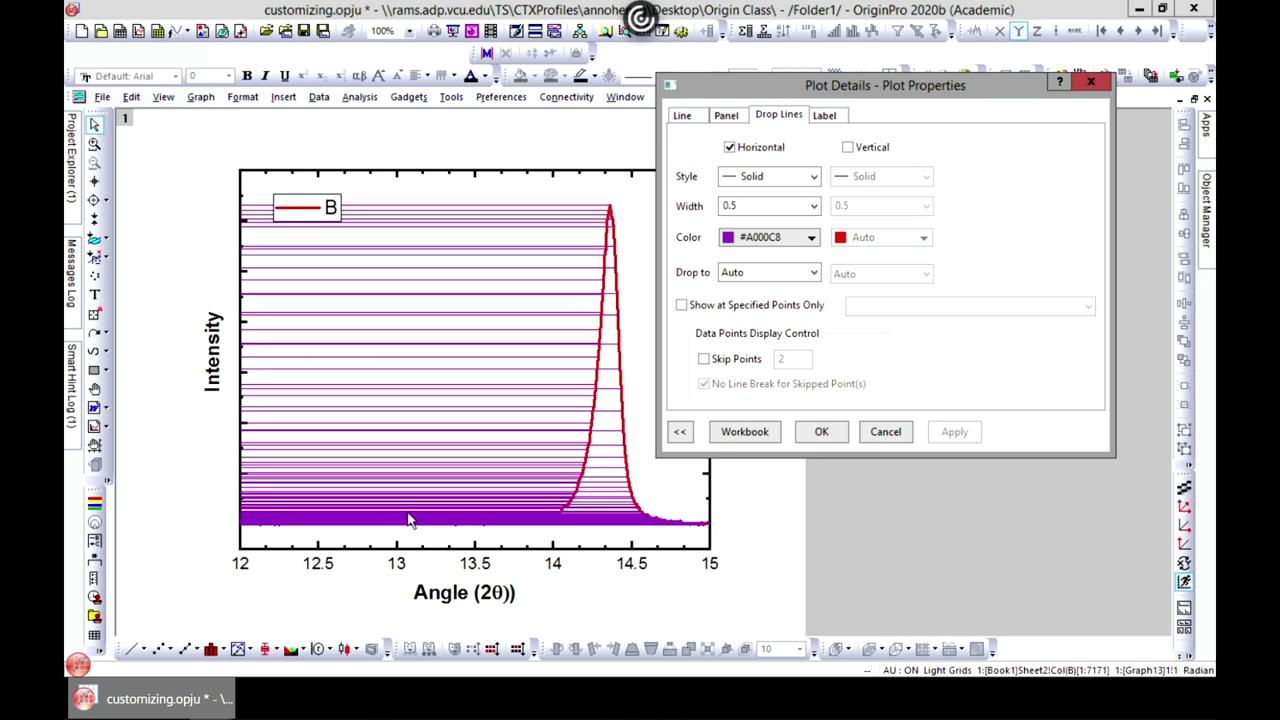 customizing.opju * - \\rams.adp.vcu.edu\TS\CTXProfiles\annohe
\Desktop\Origin Class\ - /Folder1/ - OriginPro 2020b (Academic)
100%
Default: Arial
0
B I U
File Edit View Graph Format Insert Data Analysis Gadgets Tools Preferences Connectivity Window
Project Explorer (1)
Messages Log
Smart Hint Log (1)
Apps
Object Manager
1
B
Intensity
12 12.5 13 13.5 14 14.5 15
Angle (2θ))
Plot Details - Plot Properties
Line Panel Drop Lines Label
Horizontal Vertical
Style Solid Solid
Width 0.5 0.5
Color #A000C8 Auto
Drop to Auto Auto
Show at Specified Points Only
Data Points Display Control
Skip Points 2
No Line Break for Skipped Point(s)
<< Workbook OK Cancel Apply
10
-- AU : ON Light Grids 1:[Book1]Sheet2!Col(B)[1:7171] 1:[Graph13]1!1 Radian
customizing.opju * - \...